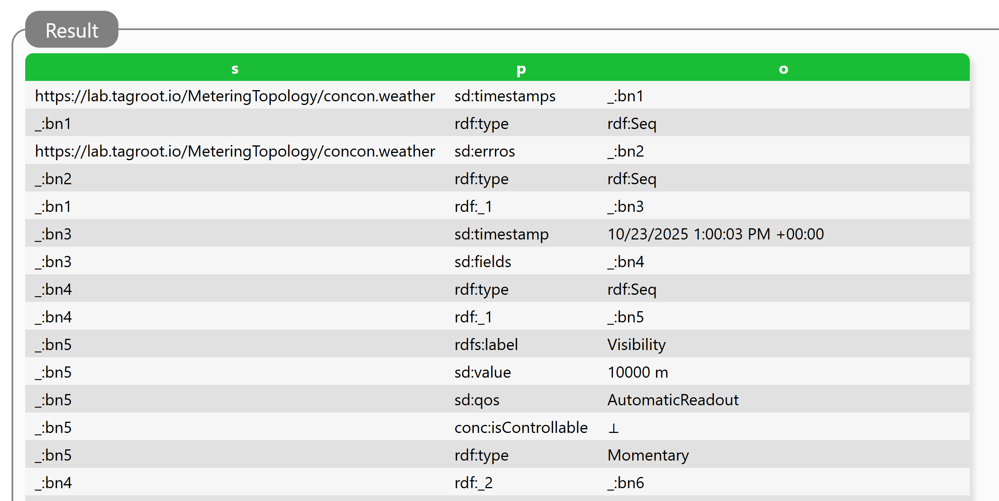 Result
s p o
https://lab.tagroot.io/MeteringTopology/concon.weather sd:timestamps _:bn1
_:bn1 rdf:type rdf:Seq
https://lab.tagroot.io/MeteringTopology/concon.weather sd:errros _:bn2
_:bn2 rdf:type rdf:Seq
_:bn1 rdf:_1 _:bn3
_:bn3 sd:timestamp 10/23/2025 1:00:03 PM +00:00
_:bn3 sd:fields _:bn4
_:bn4 rdf:type rdf:Seq
_:bn4 rdf:_1 _:bn5
_:bn5 rdfs:label Visibility
_:bn5 sd:value 10000 m
_:bn5 sd:qos AutomaticReadout
_:bn5 conc:isControllable ⊥
_:bn5 rdf:type Momentary
_:bn4 rdf:_2 _:bn6